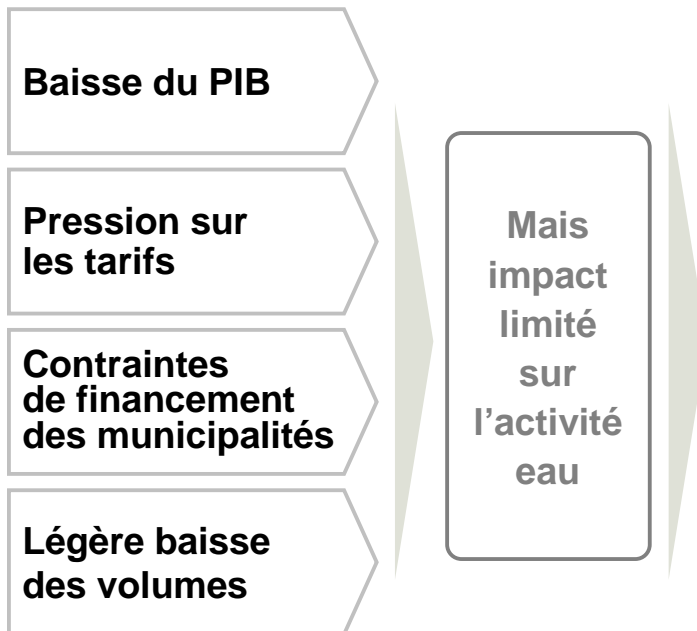 Baisse du PIB
Pression sur
les tarifs
Contraintes
de financement
des municipalités
Légère baisse
des volumes
Mais
impact
limité
sur
l’activité
eau